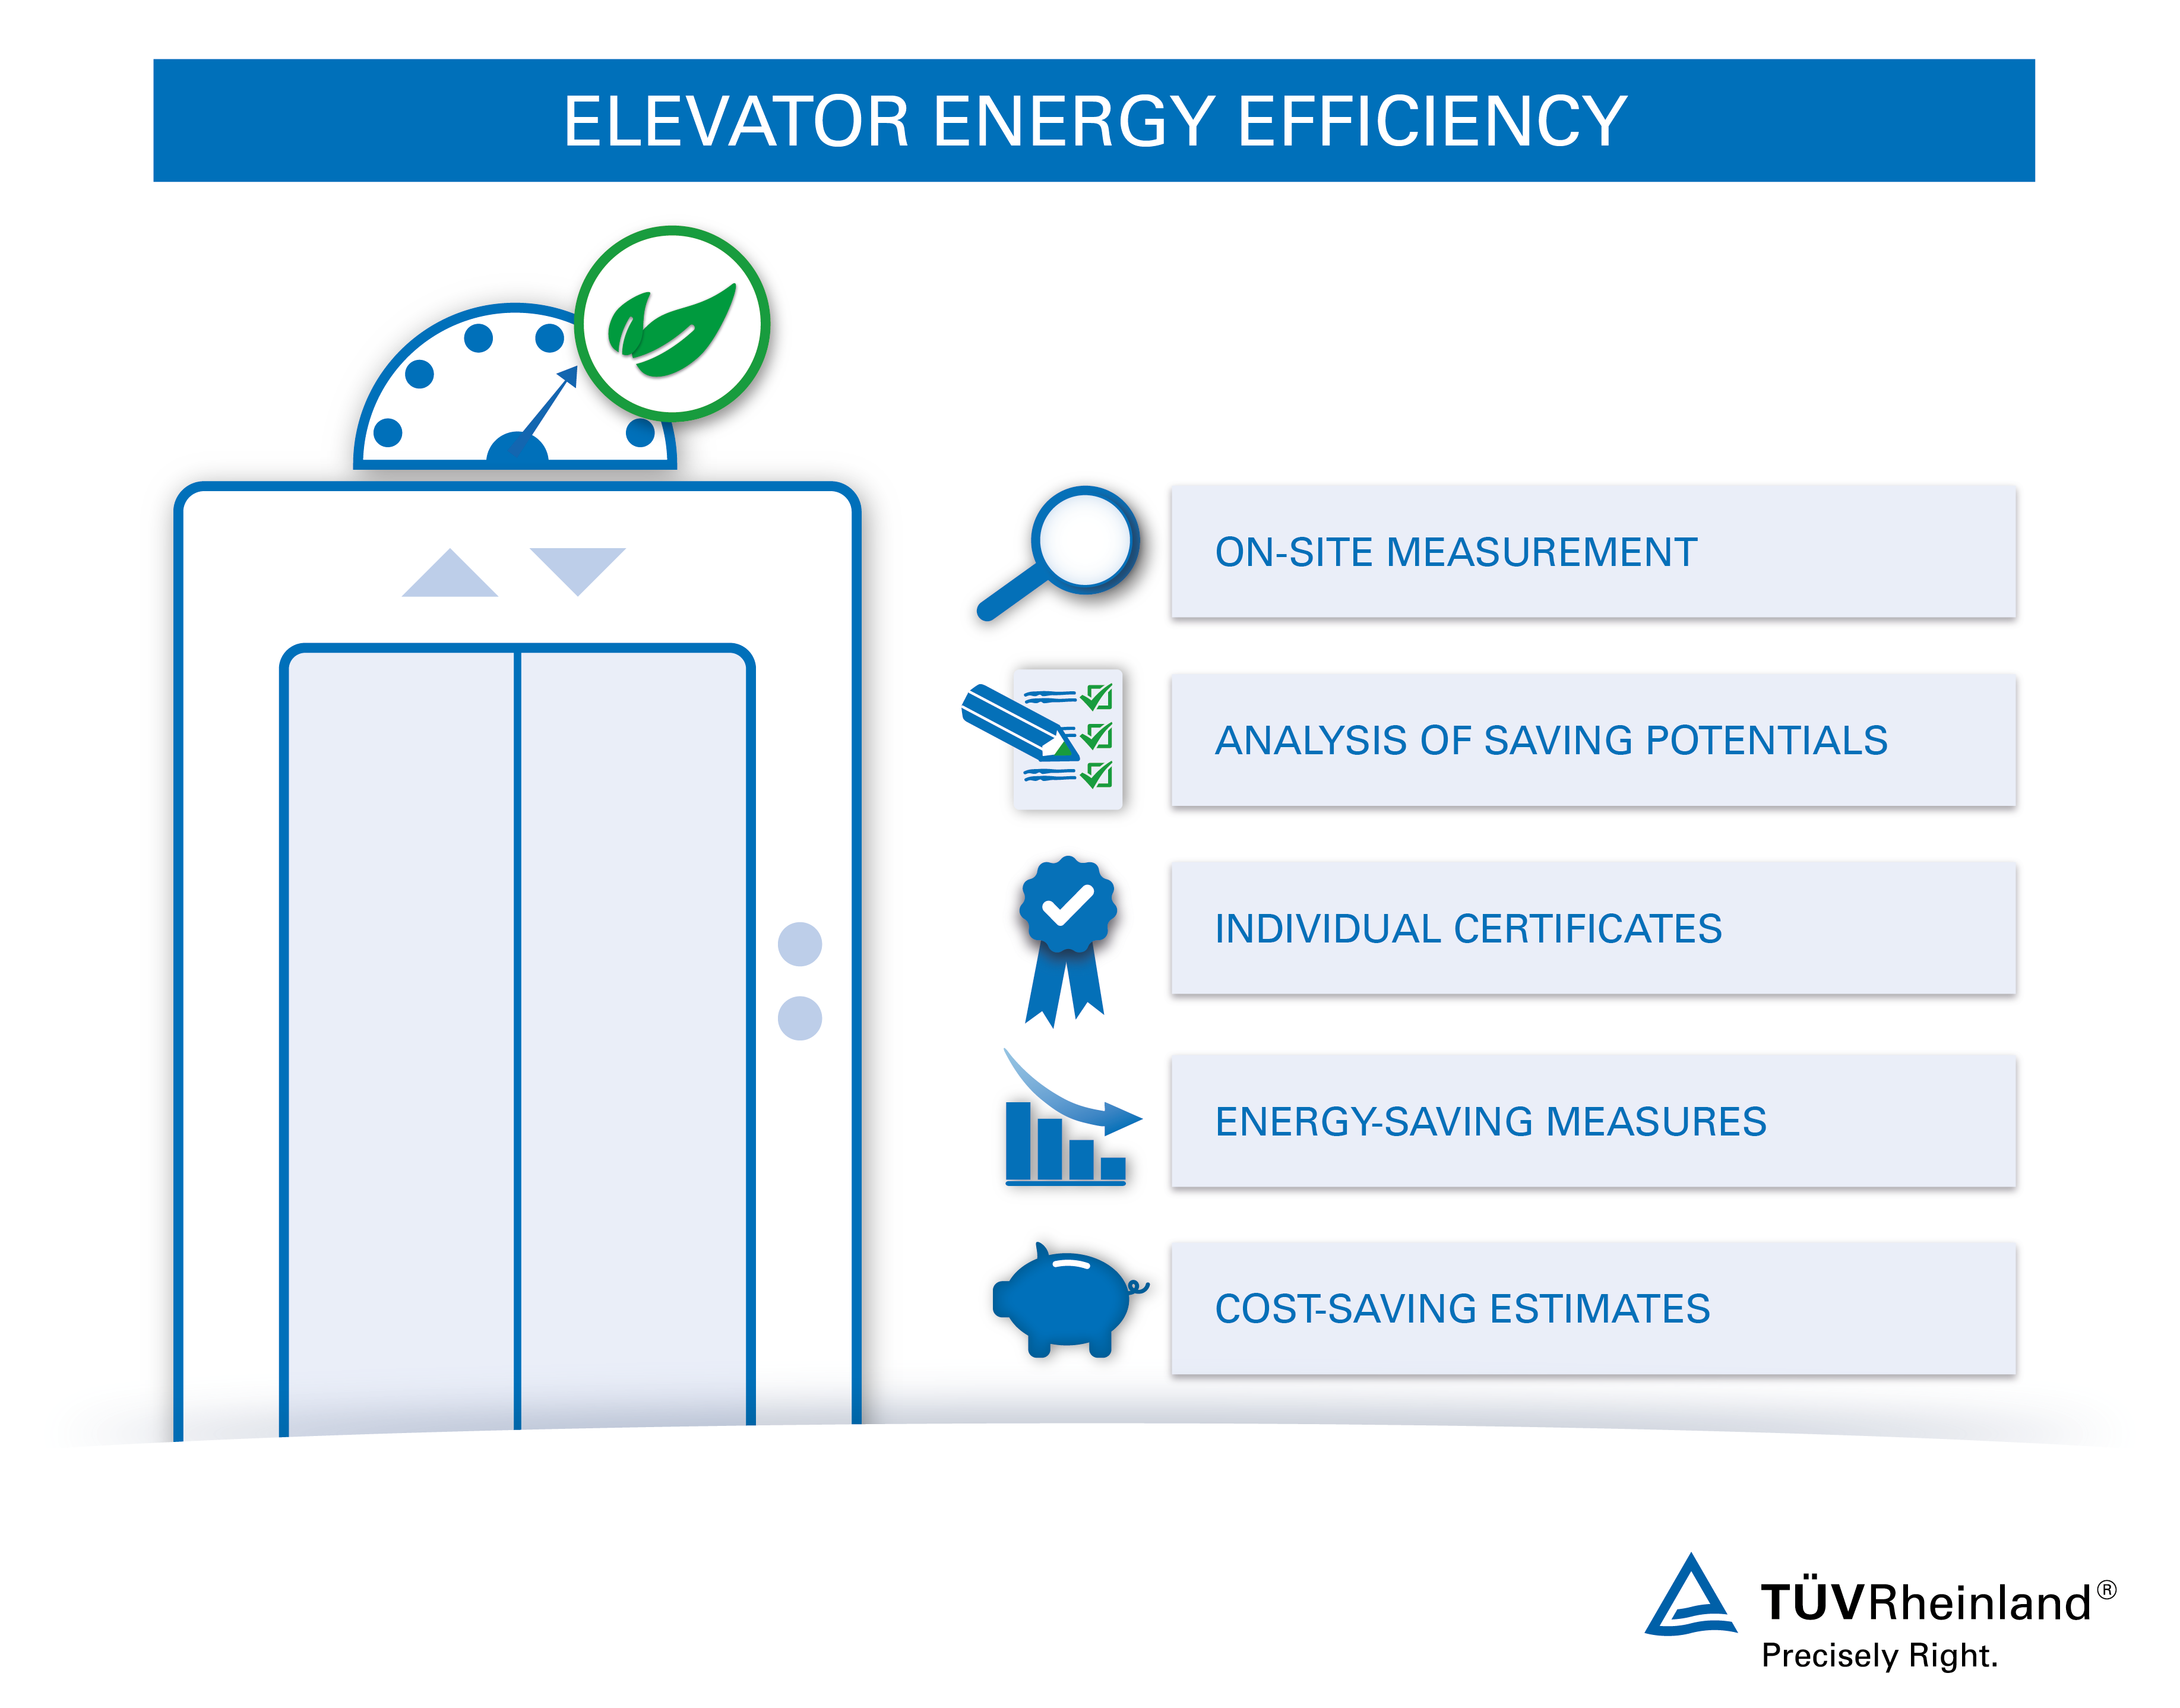 ELEVATOR ENERGY EFFICIENCY
ON-SITE MEASUREMENT
ANALYSIS OF SAVING POTENTIALS
INDIVIDUAL CERTIFICATES
ENERGY-SAVING MEASURES
COST-SAVING ESTIMATES
TÜVRheinland®
Precisely Right.